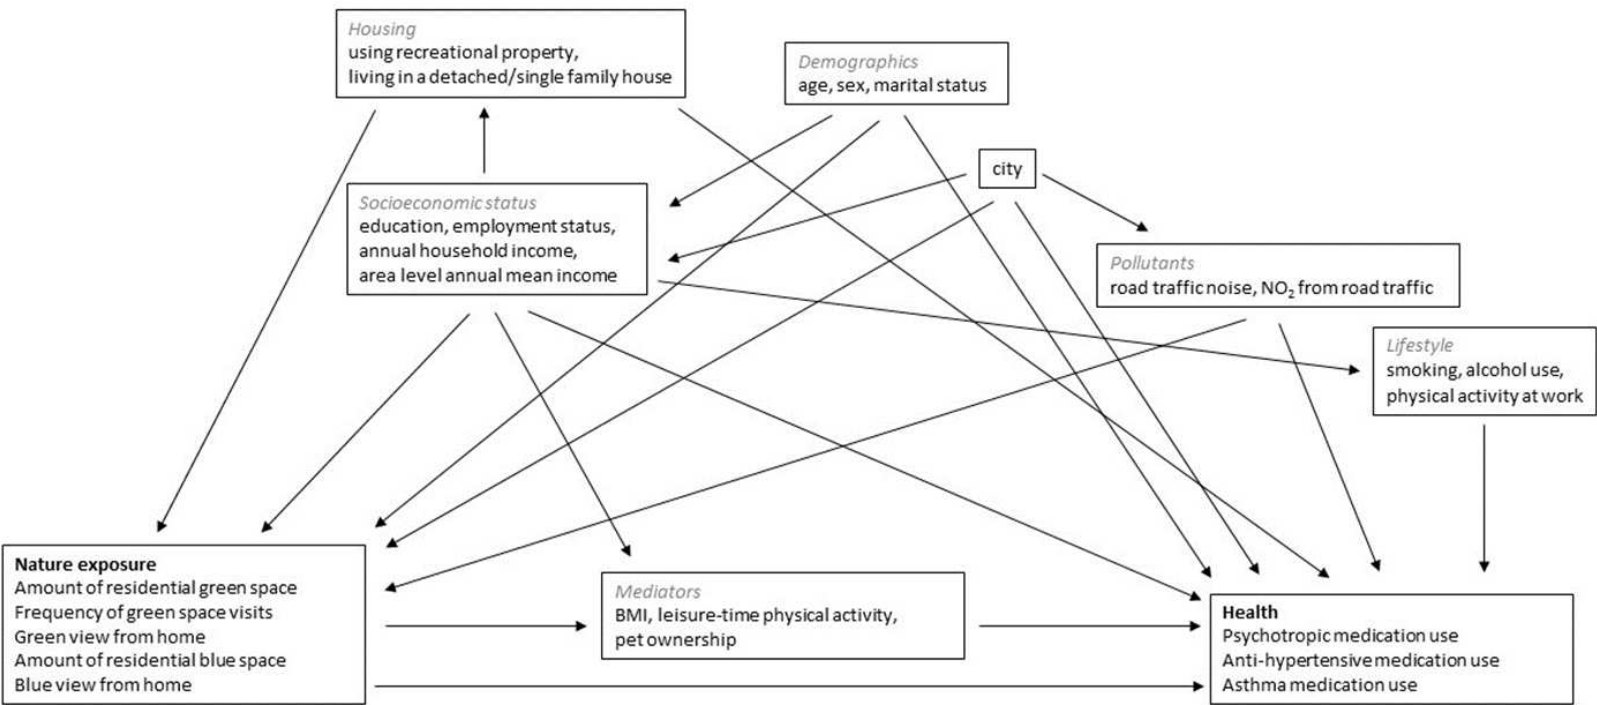 Housing
using recreational property,
living in a detached/single family house
Demographics
age, sex, marital status
city
Socioeconomic status
education, employment status,
annual household income,
area level annual mean income
Pollutants
road traffic noise, NO₂ from road traffic
Lifestyle
smoking, alcohol use,
physical activity at work
Nature exposure
Amount of residential green space
Frequency of green space visits
Green view from home
Amount of residential blue space
Blue view from home
Mediators
BMI, leisure-time physical activity,
pet ownership
Health
Psychotropic medication use
Anti-hypertensive medication use
Asthma medication use